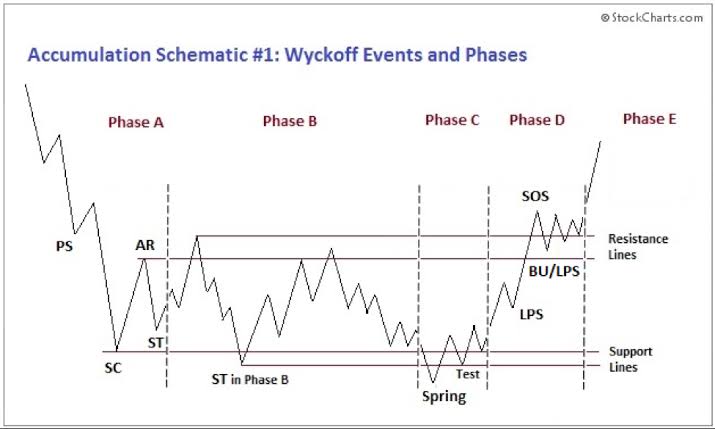 © StockCharts.com
Accumulation Schematic #1: Wyckoff Events and Phases
Phase A
Phase B
Phase C
Phase D
Phase E
PS
AR
SOS
Resistance
Lines
BU/LPS
LPS
ST
SC
ST in Phase B
Test
Spring
Support
Lines